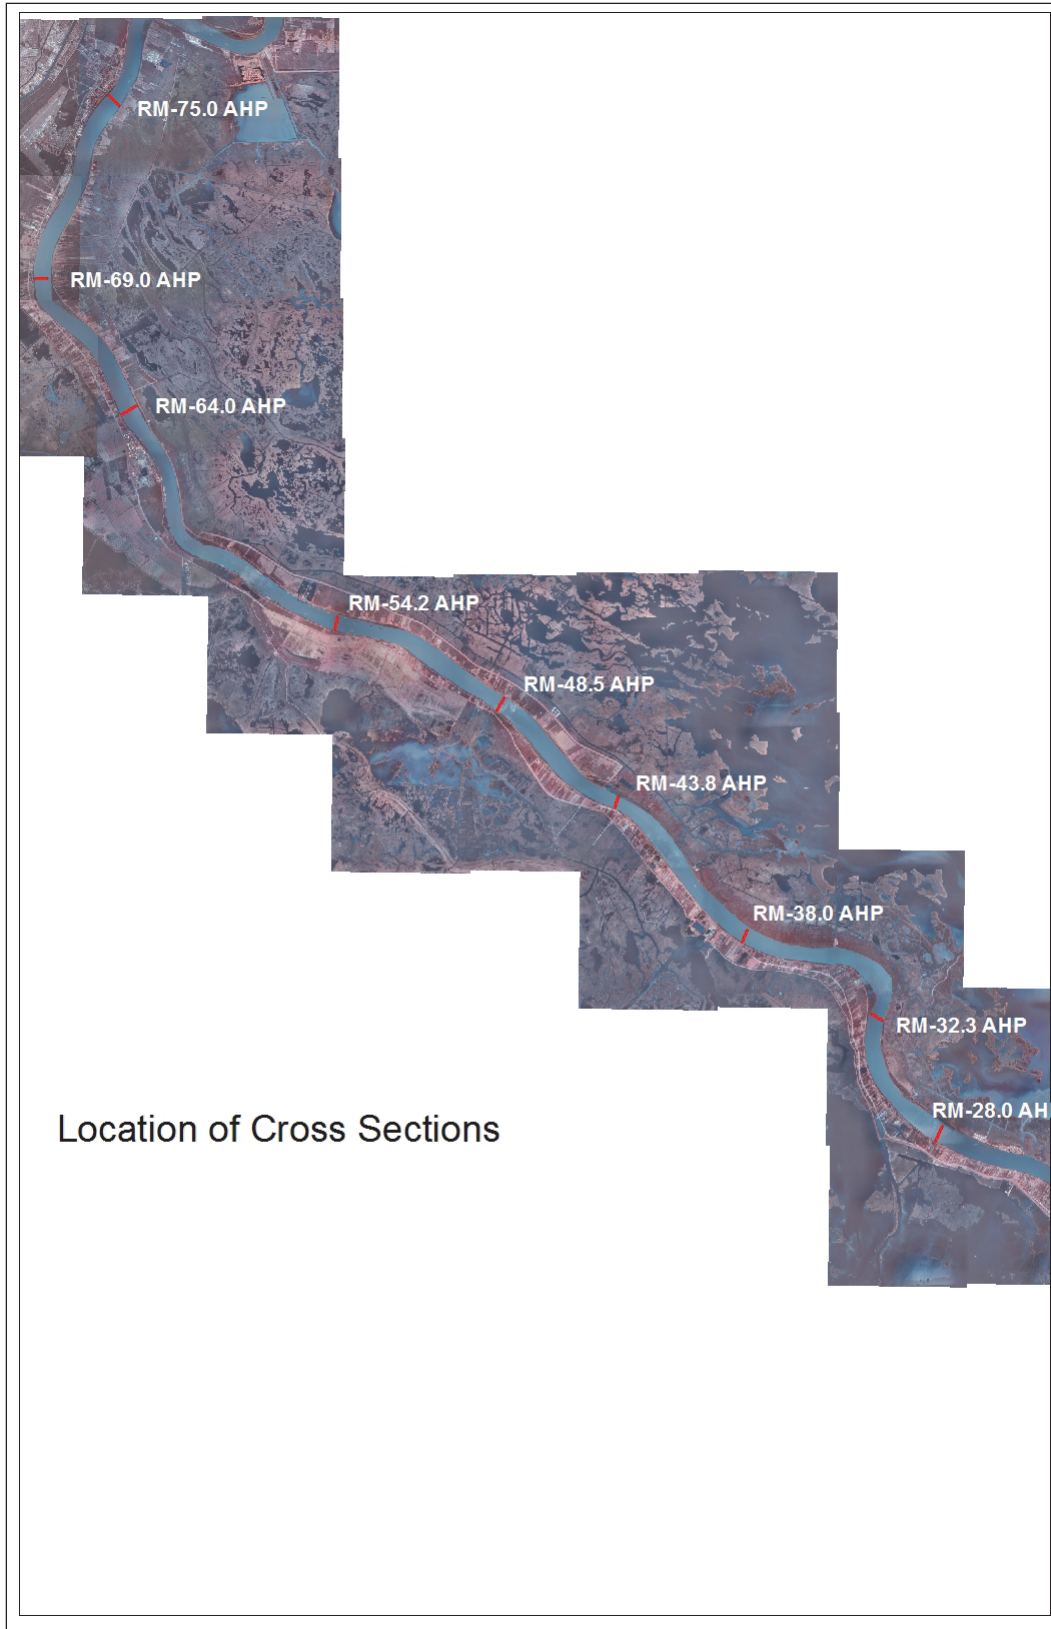 RM-75.0 AHP
RM-69.0 AHP
RM-64.0 AHP
RM-54.2 AHP
RM-48.5 AHP
RM-43.8 AHP
RM-38.0 AHP
RM-32.3 AHP
RM-28.0 AH
Location of Cross Sections